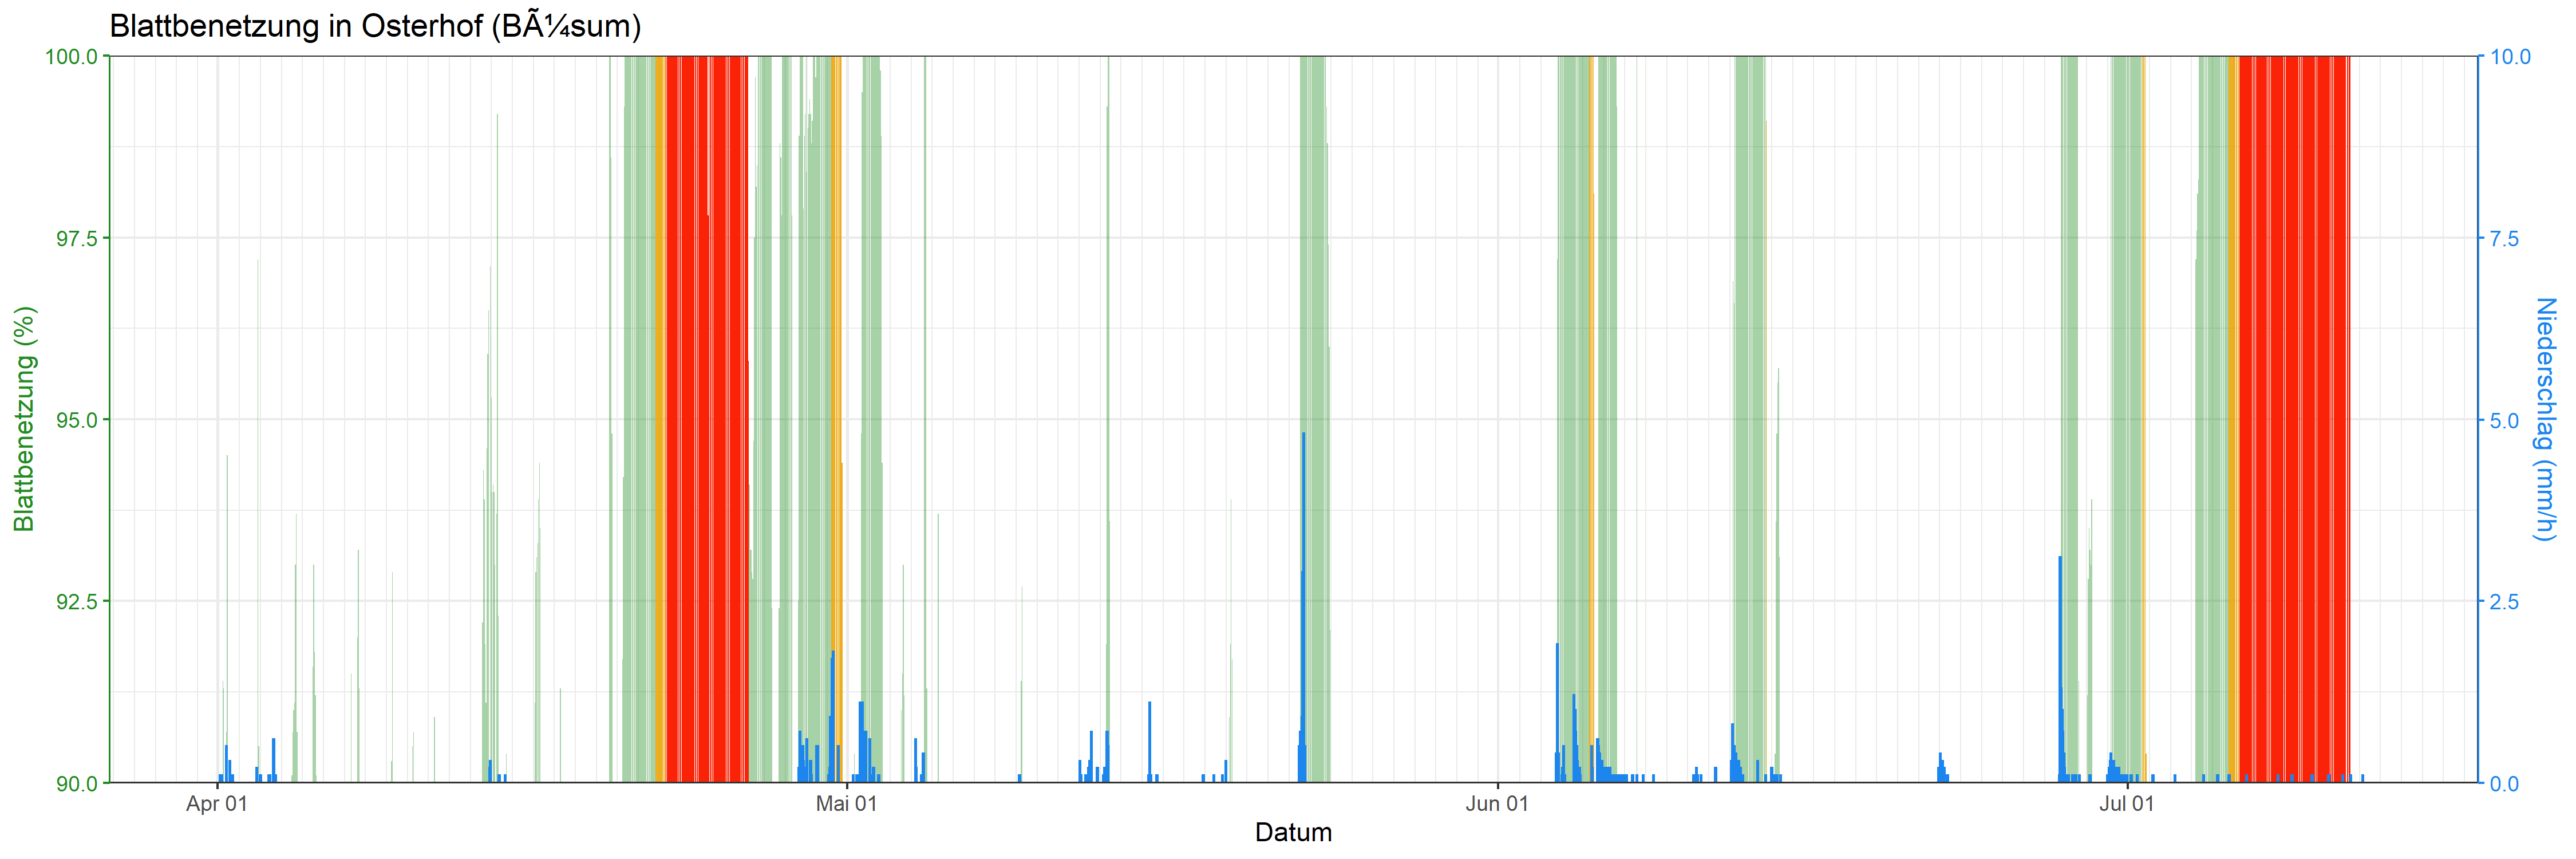 Blattbenetzung in Osterhof (BÃ¼sum)
100.0
97.5
95.0
92.5
90.0
Blattbenetzung (%)
10.0
7.5
5.0
2.5
0.0
Niederschlag (mm/h)
Apr 01
Mai 01
Jun 01
Jul 01
Datum